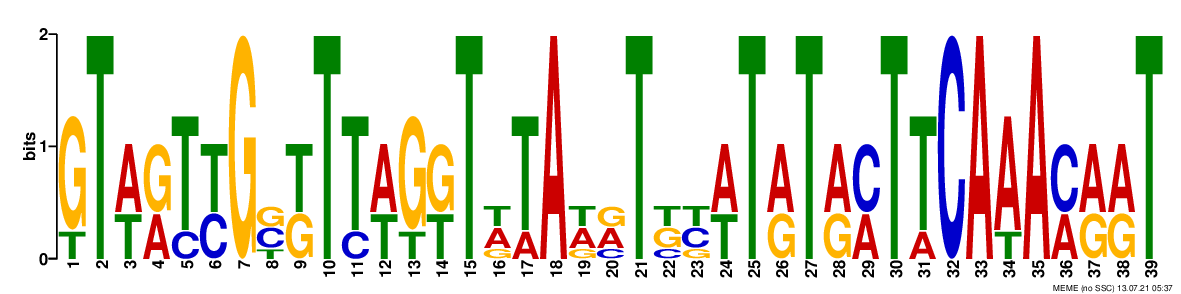 2
bits
1
0
G T A G T T G G T T T A G G T T T A T G T T T A T A T A C T T C A A A C A A T
T T A C C C G C T T T A A A A G C T G G A A T A G G
T G G C C G
1 2 3 4 5 6 7 8 9 10 11 12 13 14 15 16 17 18 19 20 21 22 23 24 25 26 27 28 29 30 31 32 33 34 35 36 37 38 39
MEME (no SSC) 13.07.21 05:37